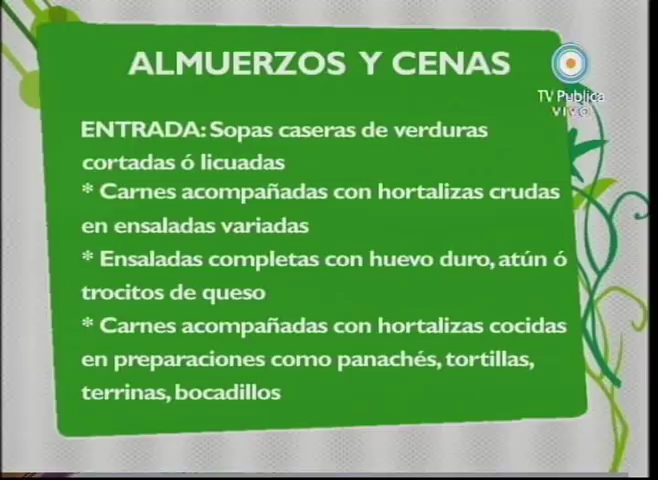 ALMUERZOS Y CENAS
TV Pública
VIVO
ENTRADA: Sopas caseras de verduras
cortadas ó licuadas
* Carnes acompañadas con hortalizas crudas
en ensaladas variadas
* Ensaladas completas con huevo duro, atún ó
trocitos de queso
* Carnes acompañadas con hortalizas cocidas
en preparaciones como panachés, tortillas,
terrinas, bocadillos